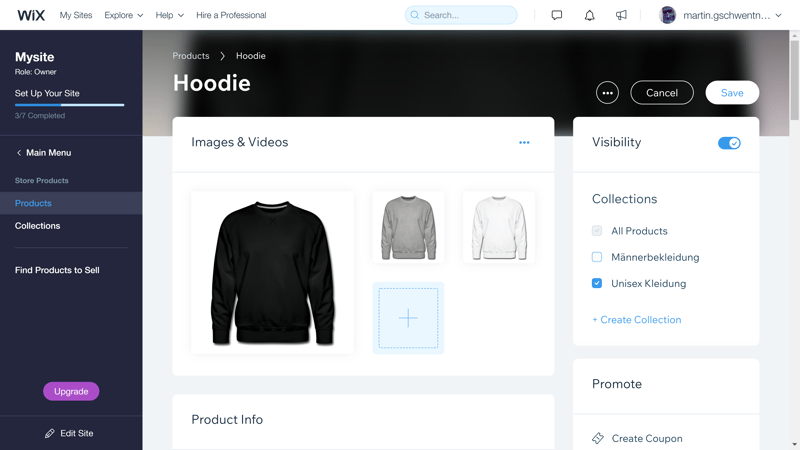 WiX My Sites Explore Help Hire a Professional Search... martin.gschwentn...
Mysite
Role: Owner
Set Up Your Site
3/7 Completed
Main Menu
Store Products
Products
Collections
Find Products to Sell
Upgrade
Edit Site
Products Hoodie
Hoodie
Cancel Save
Images & Videos
Product Info
Visibility
Collections
All Products
Männerbekleidung
Unisex Kleidung
+ Create Collection
Promote
Create Coupon